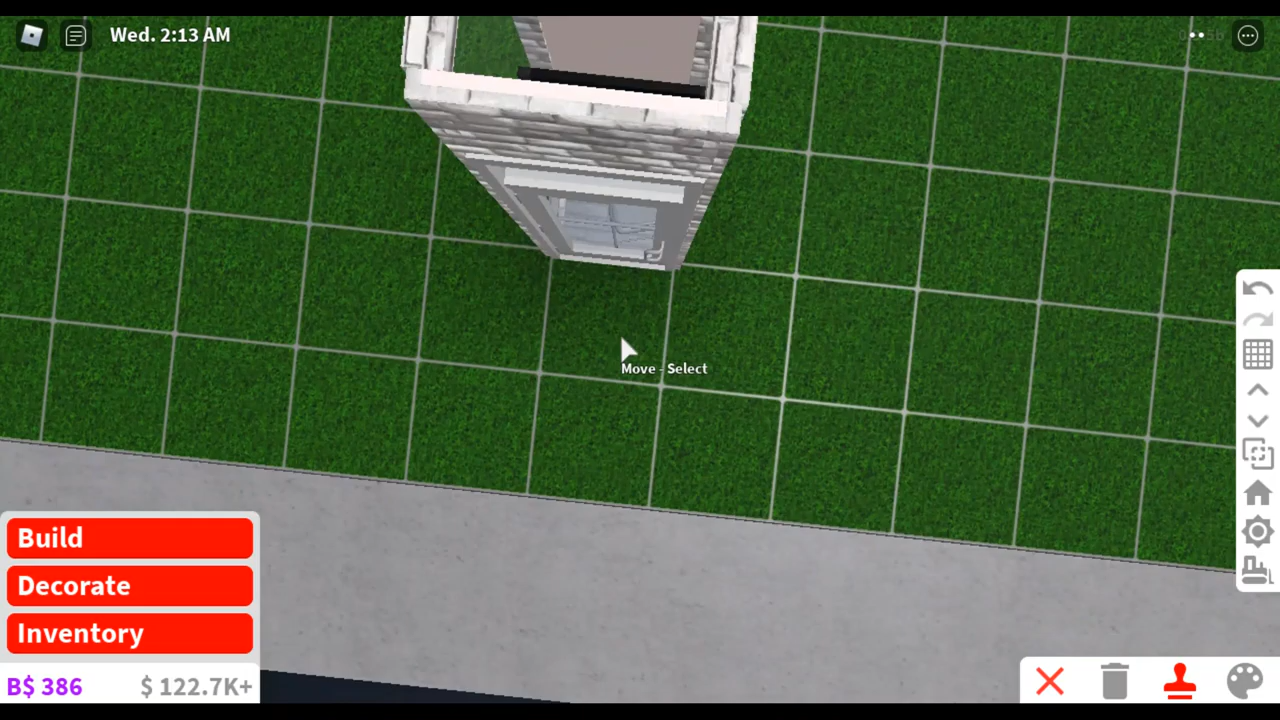 Wed. 2:13 AM
Move - Select
Build
Decorate
Inventory
B$ 386
$ 122.7K+